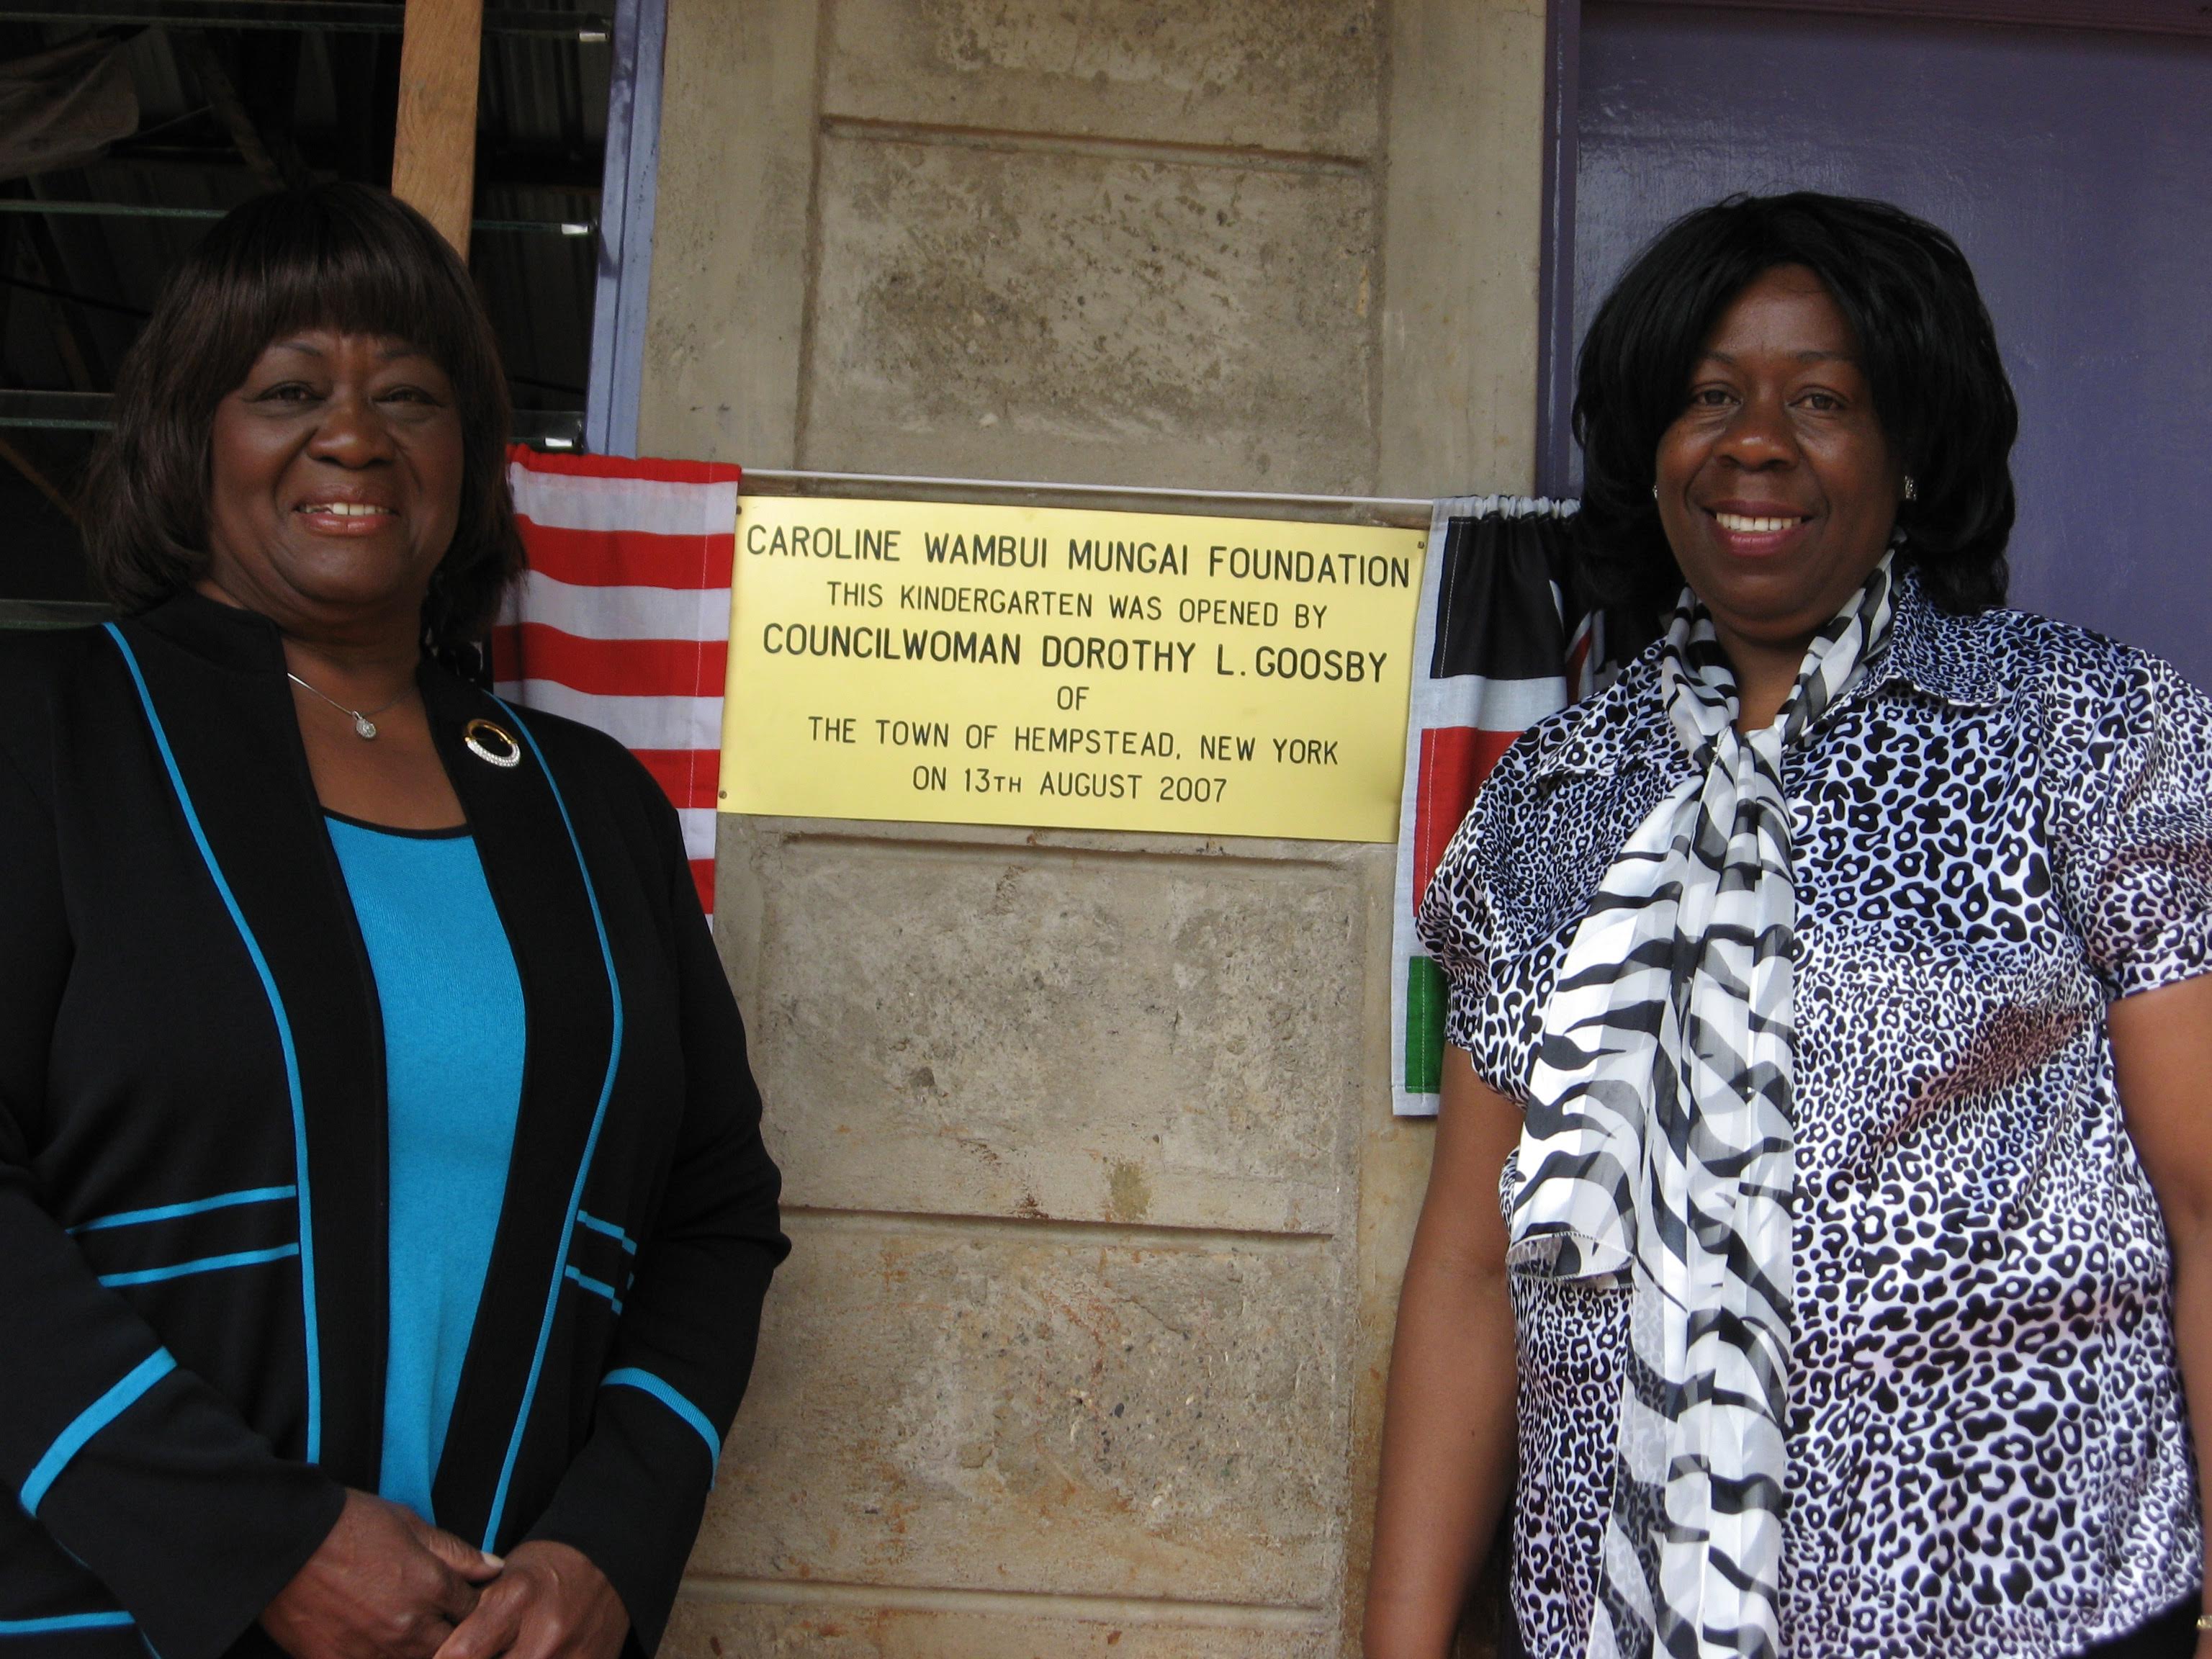 CAROLINE WAMBUI MUNGAI FOUNDATION
THIS KINDERGARTEN WAS OPENED BY
COUNCILWOMAN DOROTHY L. GOOSBY
OF
THE TOWN OF HEMPSTEAD, NEW YORK
ON 13TH AUGUST 2007